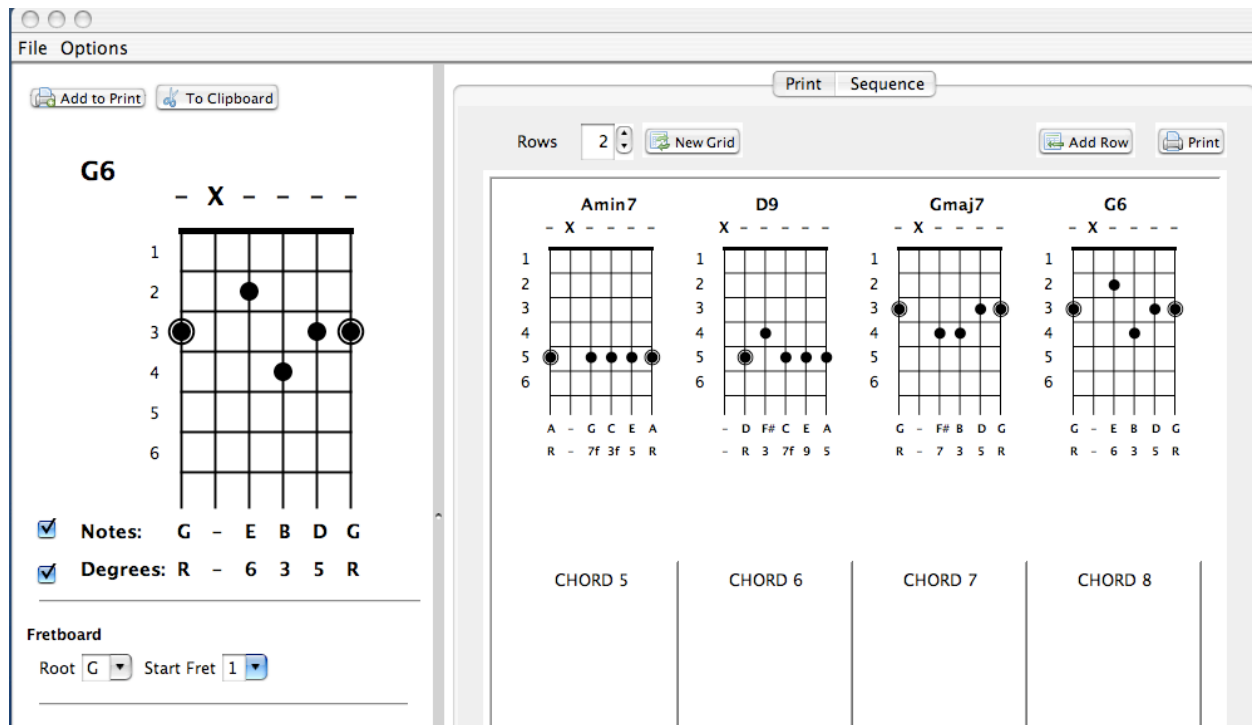 File Options
Add to Print To Clipboard
G6
- X - - - -
1
2
3
4
5
6
Notes: G - E B D G
Degrees: R - 6 3 5 R
Fretboard
Root G Start Fret 1
Print Sequence
Rows 2 New Grid Add Row Print
Amin7 D9 Gmaj7 G6
- X - - - - X - - - - - - X - - - - - X - - - -
1 1 1 1
2 2 2 2
3 3 3 3
4 4 4 4
5 5 5 5
6 6 6 6
A - G C E A - D F# C E A G - F# B D G G - E B D G
R - 7f 3f 5 R - R 3 7f 9 5 R - 7 3 5 R R - 6 3 5 R
CHORD 5 CHORD 6 CHORD 7 CHORD 8